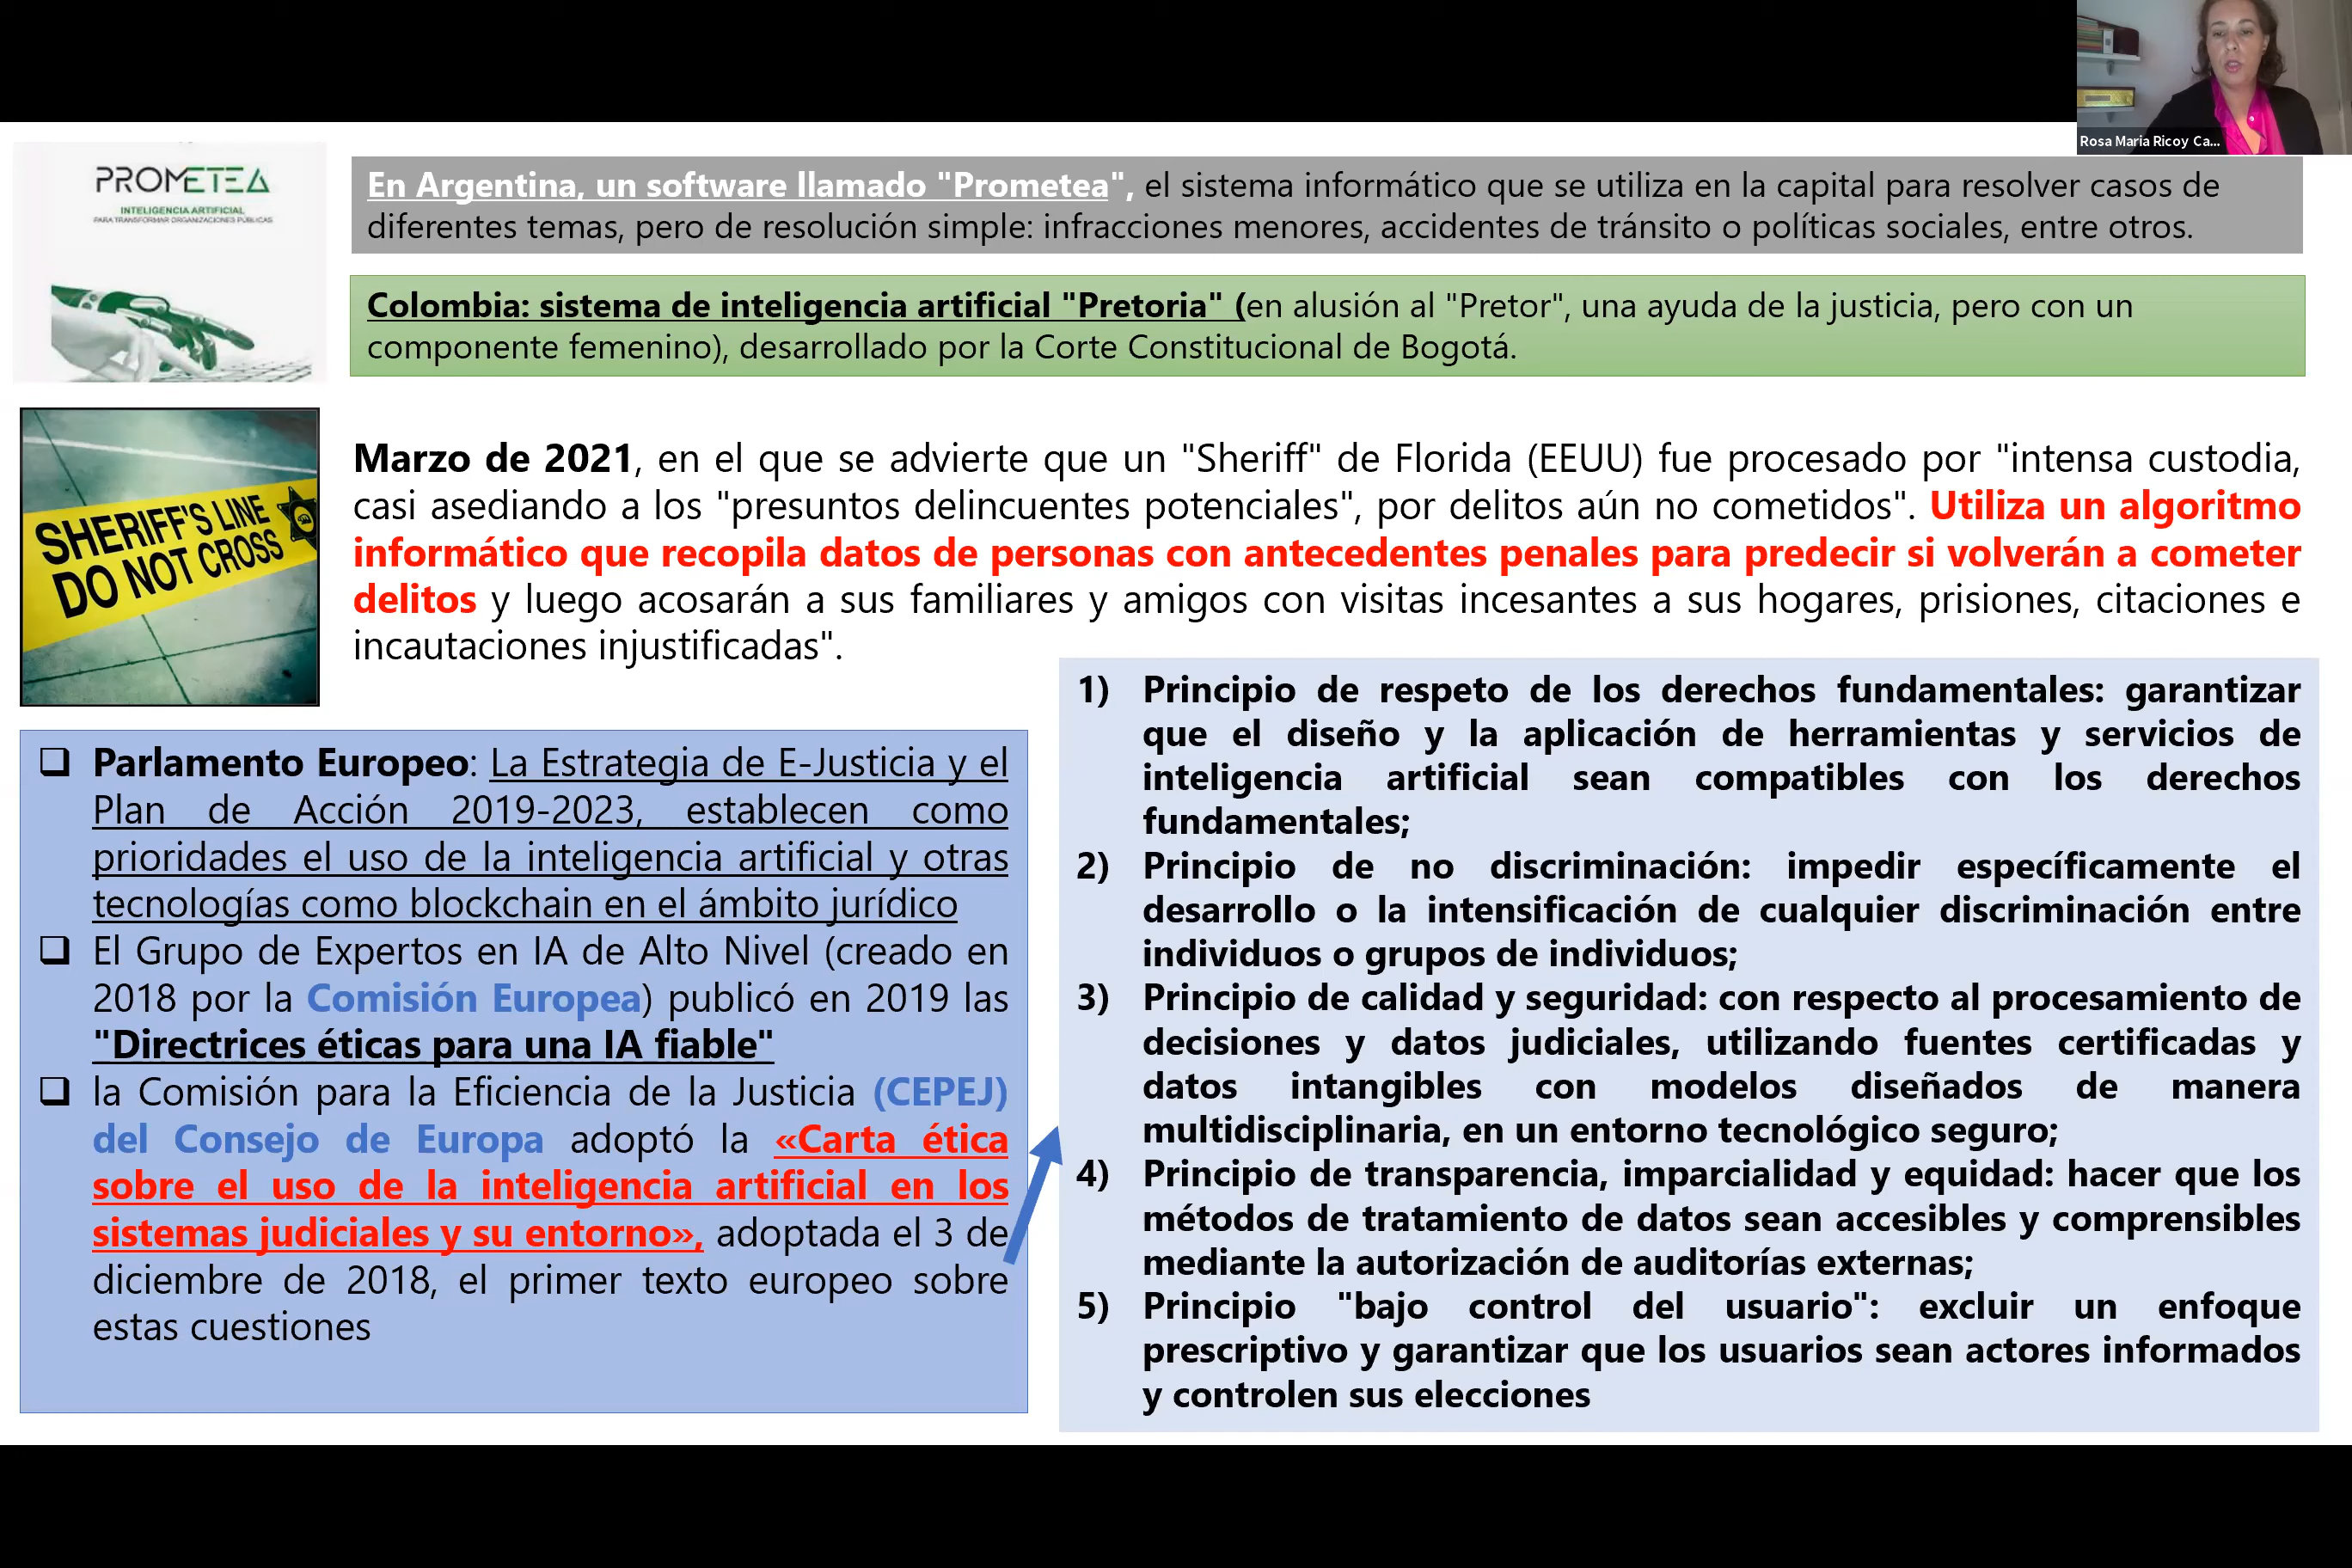 Rosa Maria Ricoy Ca...
PROMETEA
INTELIGENCIA ARTIFICIAL
PARA TRANSFORMAR ORGANIZACIONES PÚBLICAS
En Argentina, un software llamado "Prometea", el sistema informático que se utiliza en la capital para resolver casos de
diferentes temas, pero de resolución simple: infracciones menores, accidentes de tránsito o políticas sociales, entre otros.
Colombia: sistema de inteligencia artificial "Pretoria" (en alusión al "Pretor", una ayuda de la justicia, pero con un
componente femenino), desarrollado por la Corte Constitucional de Bogotá.
SHERIFF'S LINE
DO NOT CROSS
Marzo de 2021, en el que se advierte que un "Sheriff" de Florida (EEUU) fue procesado por "intensa custodia,
casi asediando a los "presuntos delincuentes potenciales", por delitos aún no cometidos". Utiliza un algoritmo
informático que recopila datos de personas con antecedentes penales para predecir si volverán a cometer
delitos y luego acosarán a sus familiares y amigos con visitas incesantes a sus hogares, prisiones, citaciones e
incautaciones injustificadas".
Parlamento Europeo: La Estrategia de E-Justicia y el
Plan de Acción 2019-2023, establecen como
prioridades el uso de la inteligencia artificial y otras
tecnologías como blockchain en el ámbito jurídico
El Grupo de Expertos en IA de Alto Nivel (creado en
2018 por la Comisión Europea) publicó en 2019 las
"Directrices éticas para una IA fiable"
la Comisión para la Eficiencia de la Justicia (CEPEJ)
del Consejo de Europa adoptó la «Carta ética
sobre el uso de la inteligencia artificial en los
sistemas judiciales y su entorno», adoptada el 3 de
diciembre de 2018, el primer texto europeo sobre
estas cuestiones
1) Principio de respeto de los derechos fundamentales: garantizar
que el diseño y la aplicación de herramientas y servicios de
inteligencia artificial sean compatibles con los derechos
fundamentales;
2) Principio de no discriminación: impedir específicamente el
desarrollo o la intensificación de cualquier discriminación entre
individuos o grupos de individuos;
3) Principio de calidad y seguridad: con respecto al procesamiento de
decisiones y datos judiciales, utilizando fuentes certificadas y
datos intangibles con modelos diseñados de manera
multidisciplinaria, en un entorno tecnológico seguro;
4) Principio de transparencia, imparcialidad y equidad: hacer que los
métodos de tratamiento de datos sean accesibles y comprensibles
mediante la autorización de auditorías externas;
5) Principio "bajo control del usuario": excluir un enfoque
prescriptivo y garantizar que los usuarios sean actores informados
y controlen sus elecciones